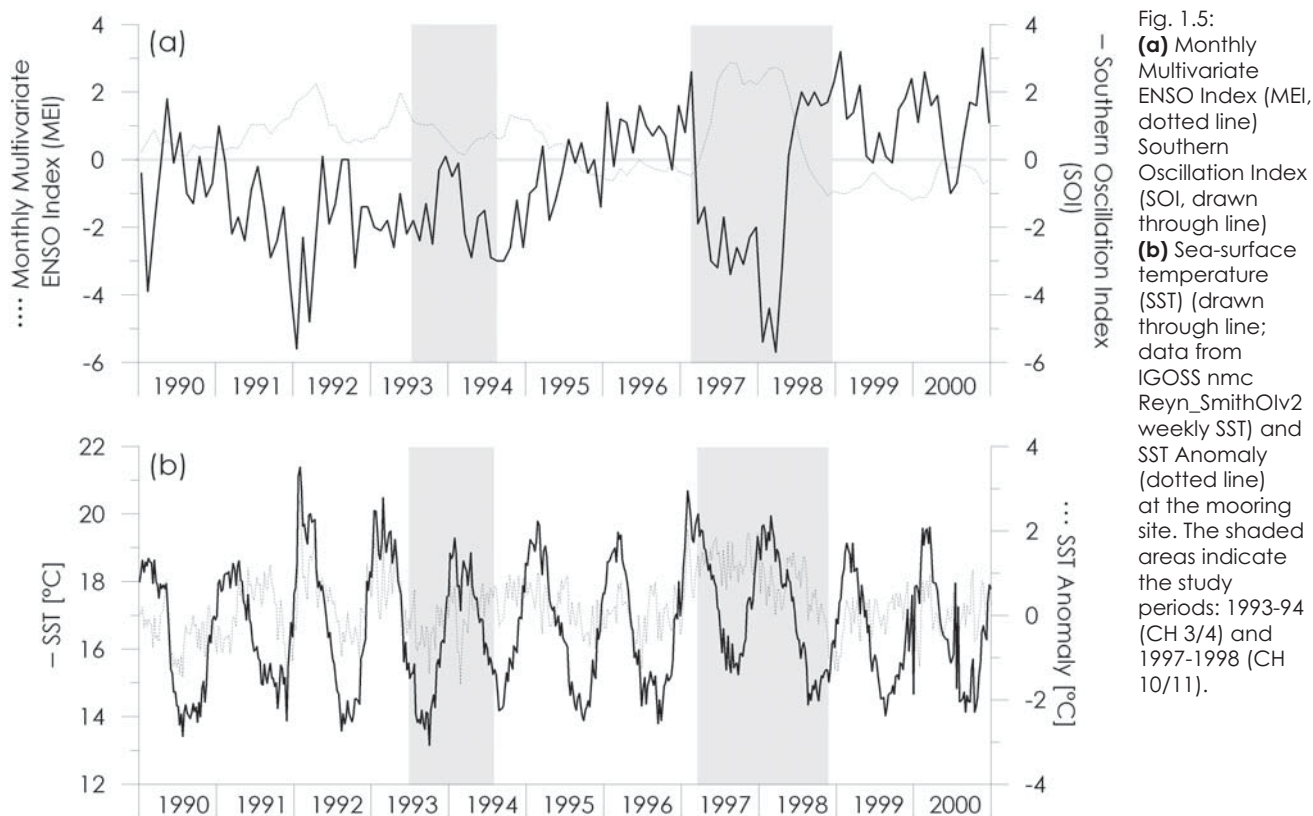 (a)
4
2
0
-2
-4
-6
.... Monthly Multivariate
ENSO Index (MEI)
4
2
0
-2
-4
-6
– Southern Oscillation Index
(SOI)
1990 1991 1992 1993 1994 1995 1996 1997 1998 1999 2000
(b)
22
20
18
16
14
12
– SST [ºC]
4
2
0
-2
-4
... SST Anomaly [ºC]
1990 1991 1992 1993 1994 1995 1996 1997 1998 1999 2000
Fig. 1.5:
(a) Monthly
Multivariate
ENSO Index (MEI,
dotted line)
Southern
Oscillation Index
(SOI, drawn
through line)
(b) Sea-surface
temperature
(SST) (drawn
through line;
data from
IGOSS nmc
Reyn_SmithOIv2
weekly SST) and
SST Anomaly
(dotted line)
at the mooring
site. The shaded
areas indicate
the study
periods: 1993-94
(CH 3/4) and
1997-1998 (CH
10/11).